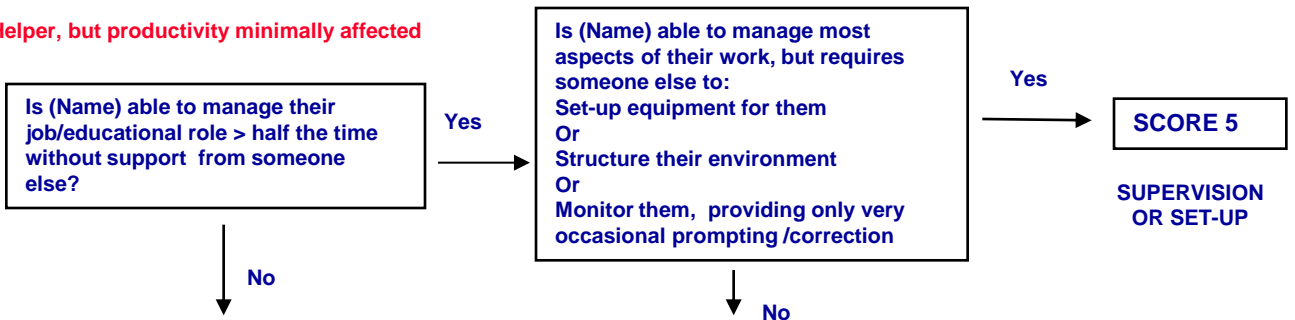 Helper, but productivity minimally affected
Is (Name) able to manage their
job/educational role > half the time
without support from someone
else?
Yes
No
Is (Name) able to manage most
aspects of their work, but requires
someone else to:
Set-up equipment for them
Or
Structure their environment
Or
Monitor them, providing only very
occasional prompting /correction
Yes
No
SCORE 5
SUPERVISION
OR SET-UP